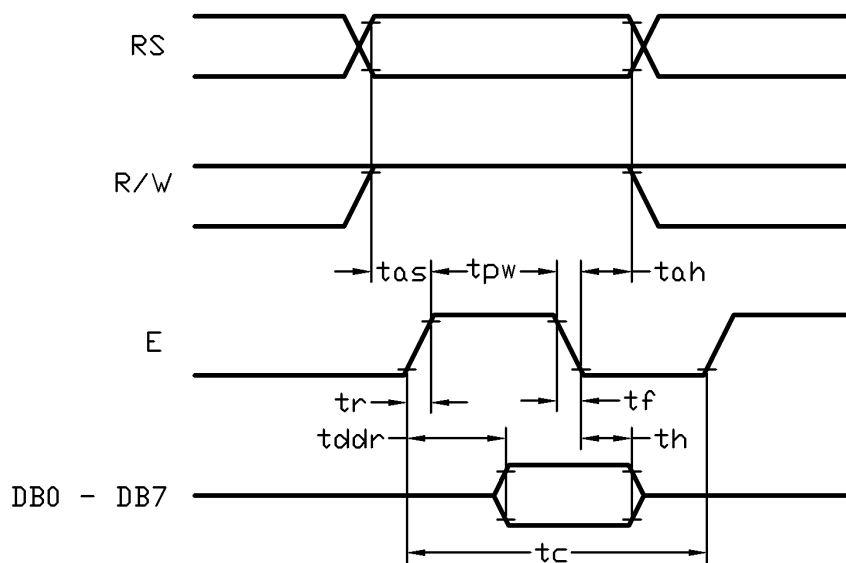 RS
R/W
tas
tpw
tah
E
tr
tf
tddr
th
DB0 - DB7
tc